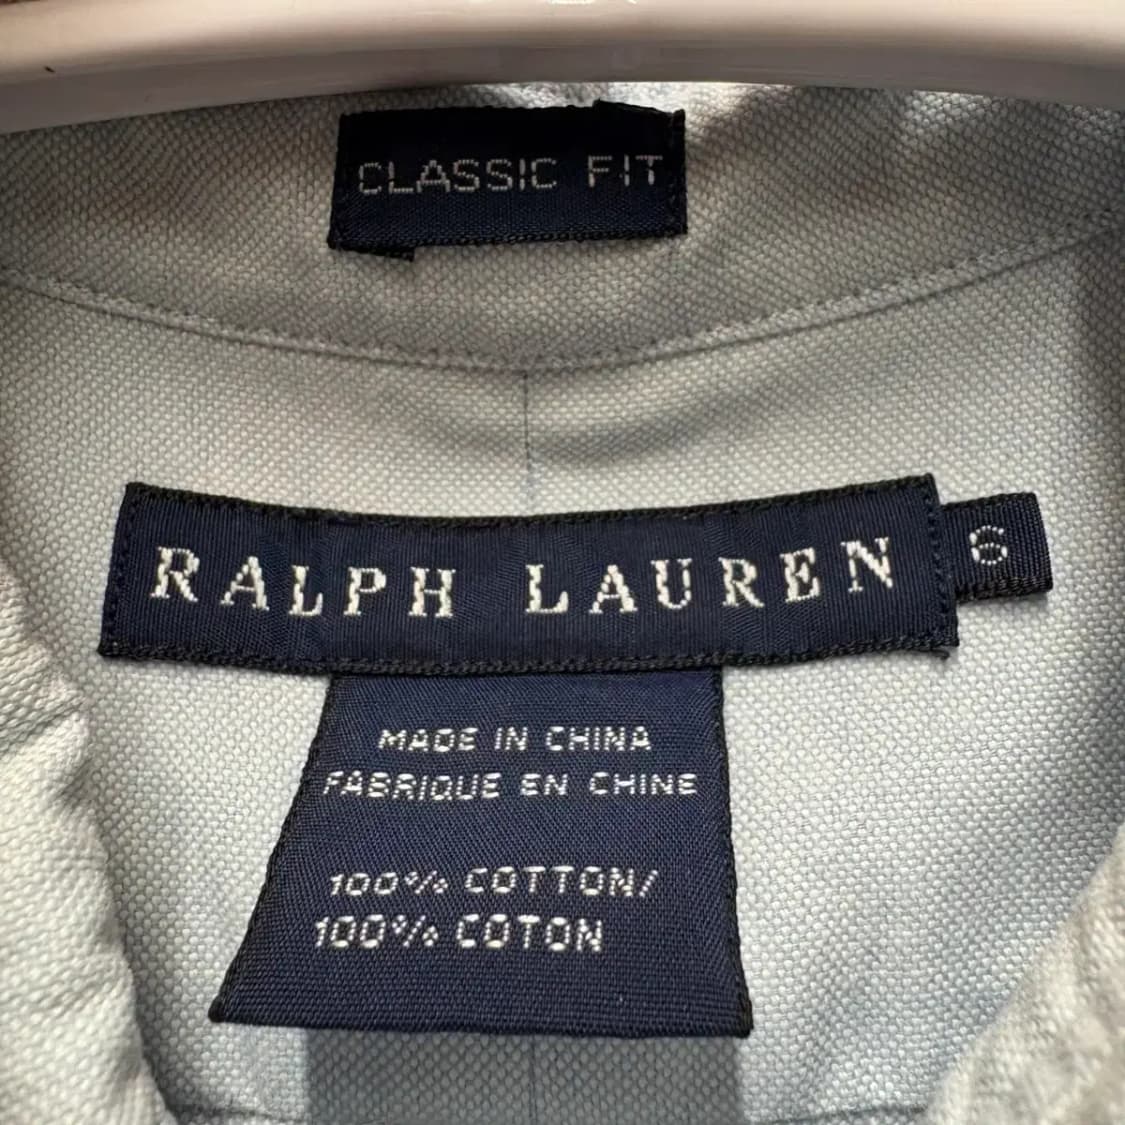 CLASSIC FIT
RALPH LAUREN 6
MADE IN CHINA
FABRIQUE EN CHINE
100% COTTON/
100% COTON